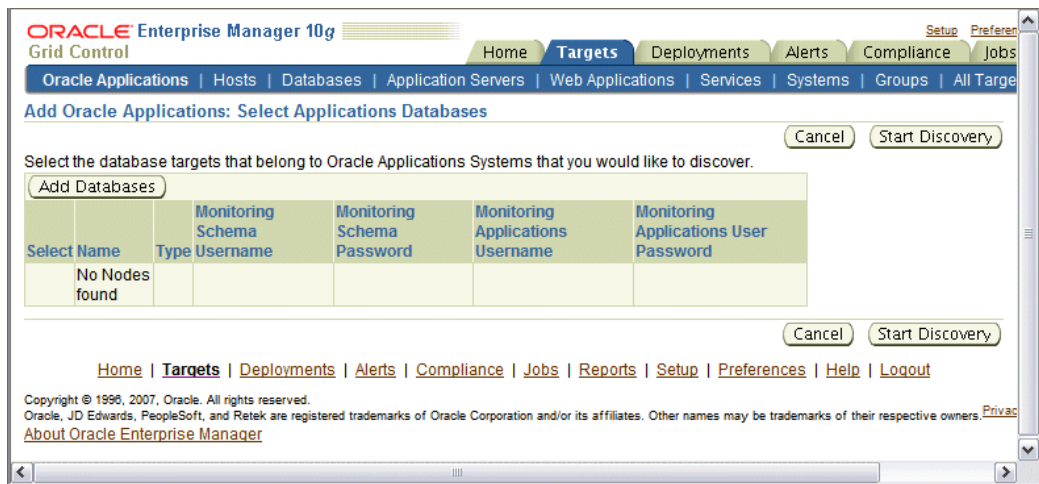 ORACLE Enterprise Manager 10g
Grid Control
Setup Preferen
Home Targets Deployments Alerts Compliance Jobs
Oracle Applications | Hosts | Databases | Application Servers | Web Applications | Services | Systems | Groups | All Targe
Add Oracle Applications: Select Applications Databases
Cancel Start Discovery
Select the database targets that belong to Oracle Applications Systems that you would like to discover.
Add Databases
Select Name Type Monitoring Schema Username Monitoring Schema Password Monitoring Applications Username Monitoring Applications User Password
No Nodes found
Cancel Start Discovery
Home | Targets | Deployments | Alerts | Compliance | Jobs | Reports | Setup | Preferences | Help | Logout
Copyright © 1996, 2007, Oracle. All rights reserved.
Oracle, JD Edwards, PeopleSoft, and Retek are registered trademarks of Oracle Corporation and/or its affiliates. Other names may be trademarks of their respective owners. Privac
About Oracle Enterprise Manager